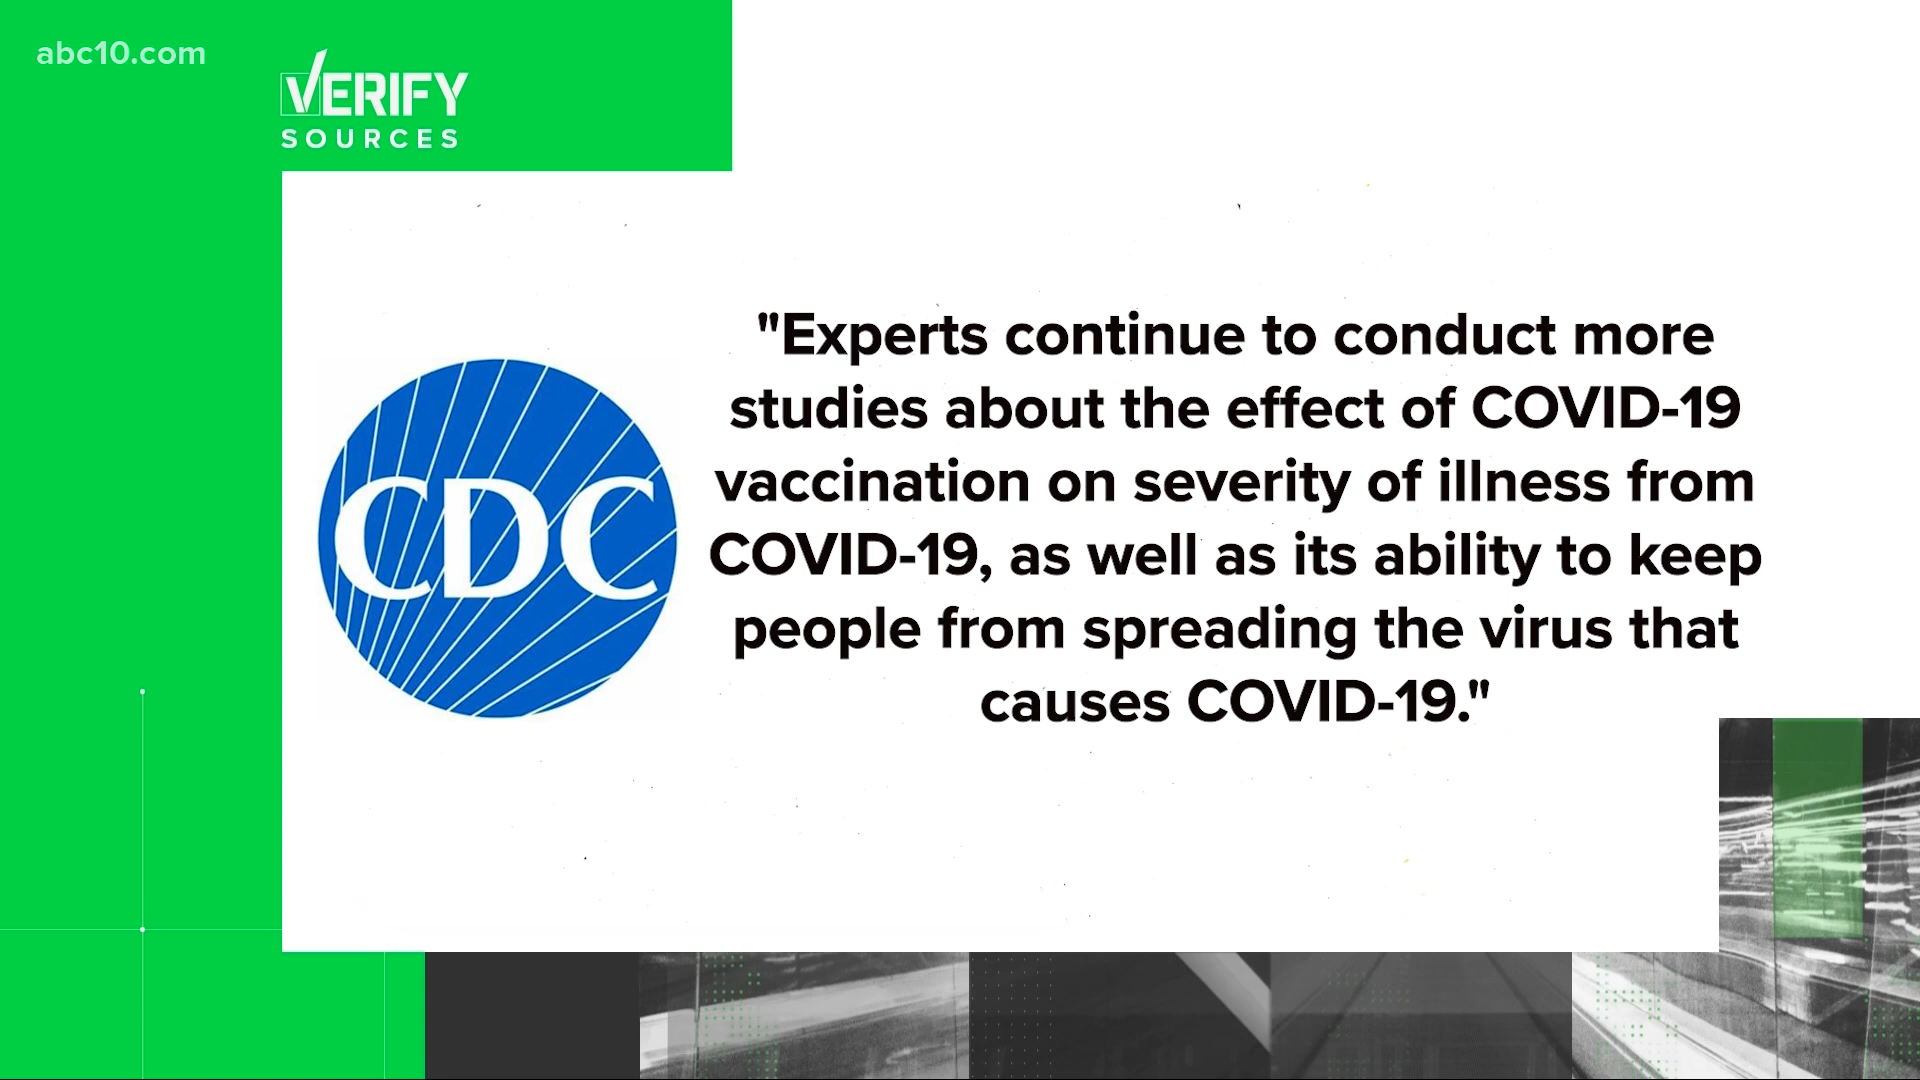 abc10.com
VERIFY
SOURCES
CDC
"Experts continue to conduct more
studies about the effect of COVID-19
vaccination on severity of illness from
COVID-19, as well as its ability to keep
people from spreading the virus that
causes COVID-19."